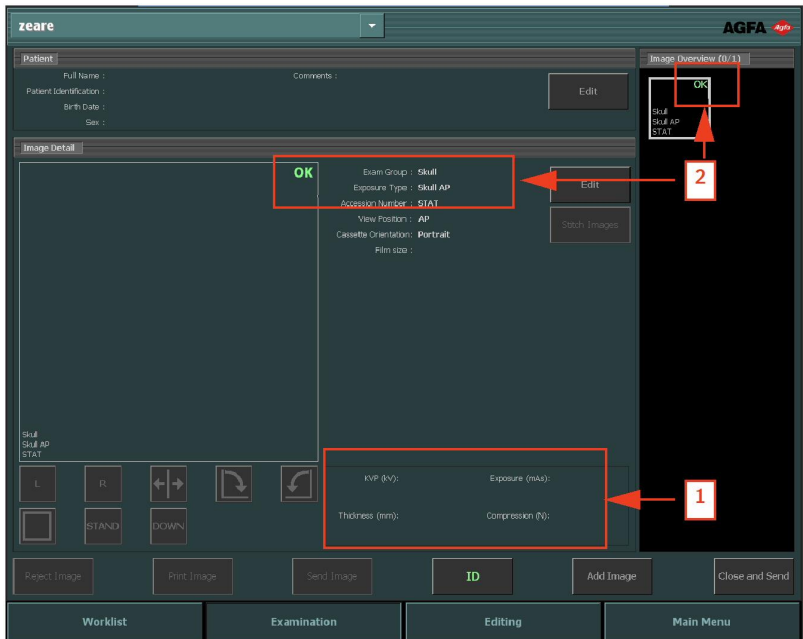 zeare
AGFA Agfa
Patient
Full Name :
Comments :
Patient Identification :
Birth Date :
Sex :
Edit
Image Overview (0/1)
OK
Skull
Skull AP
STAT
2
Image Detail
OK
Exam Group : Skull
Exposure Type : Skull AP
Accession Number : STAT
View Position : AP
Cassette Orientation: Portrait
Film size :
Edit
Stitch Images
Skull
Skull AP
STAT
L
R
STAND
DOWN
KVP (kV):
Exposure (mAs):
Thickness (mm):
Compression (N):
1
Reject Image
Print Image
Send Image
ID
Add Image
Close and Send
Worklist
Examination
Editing
Main Menu